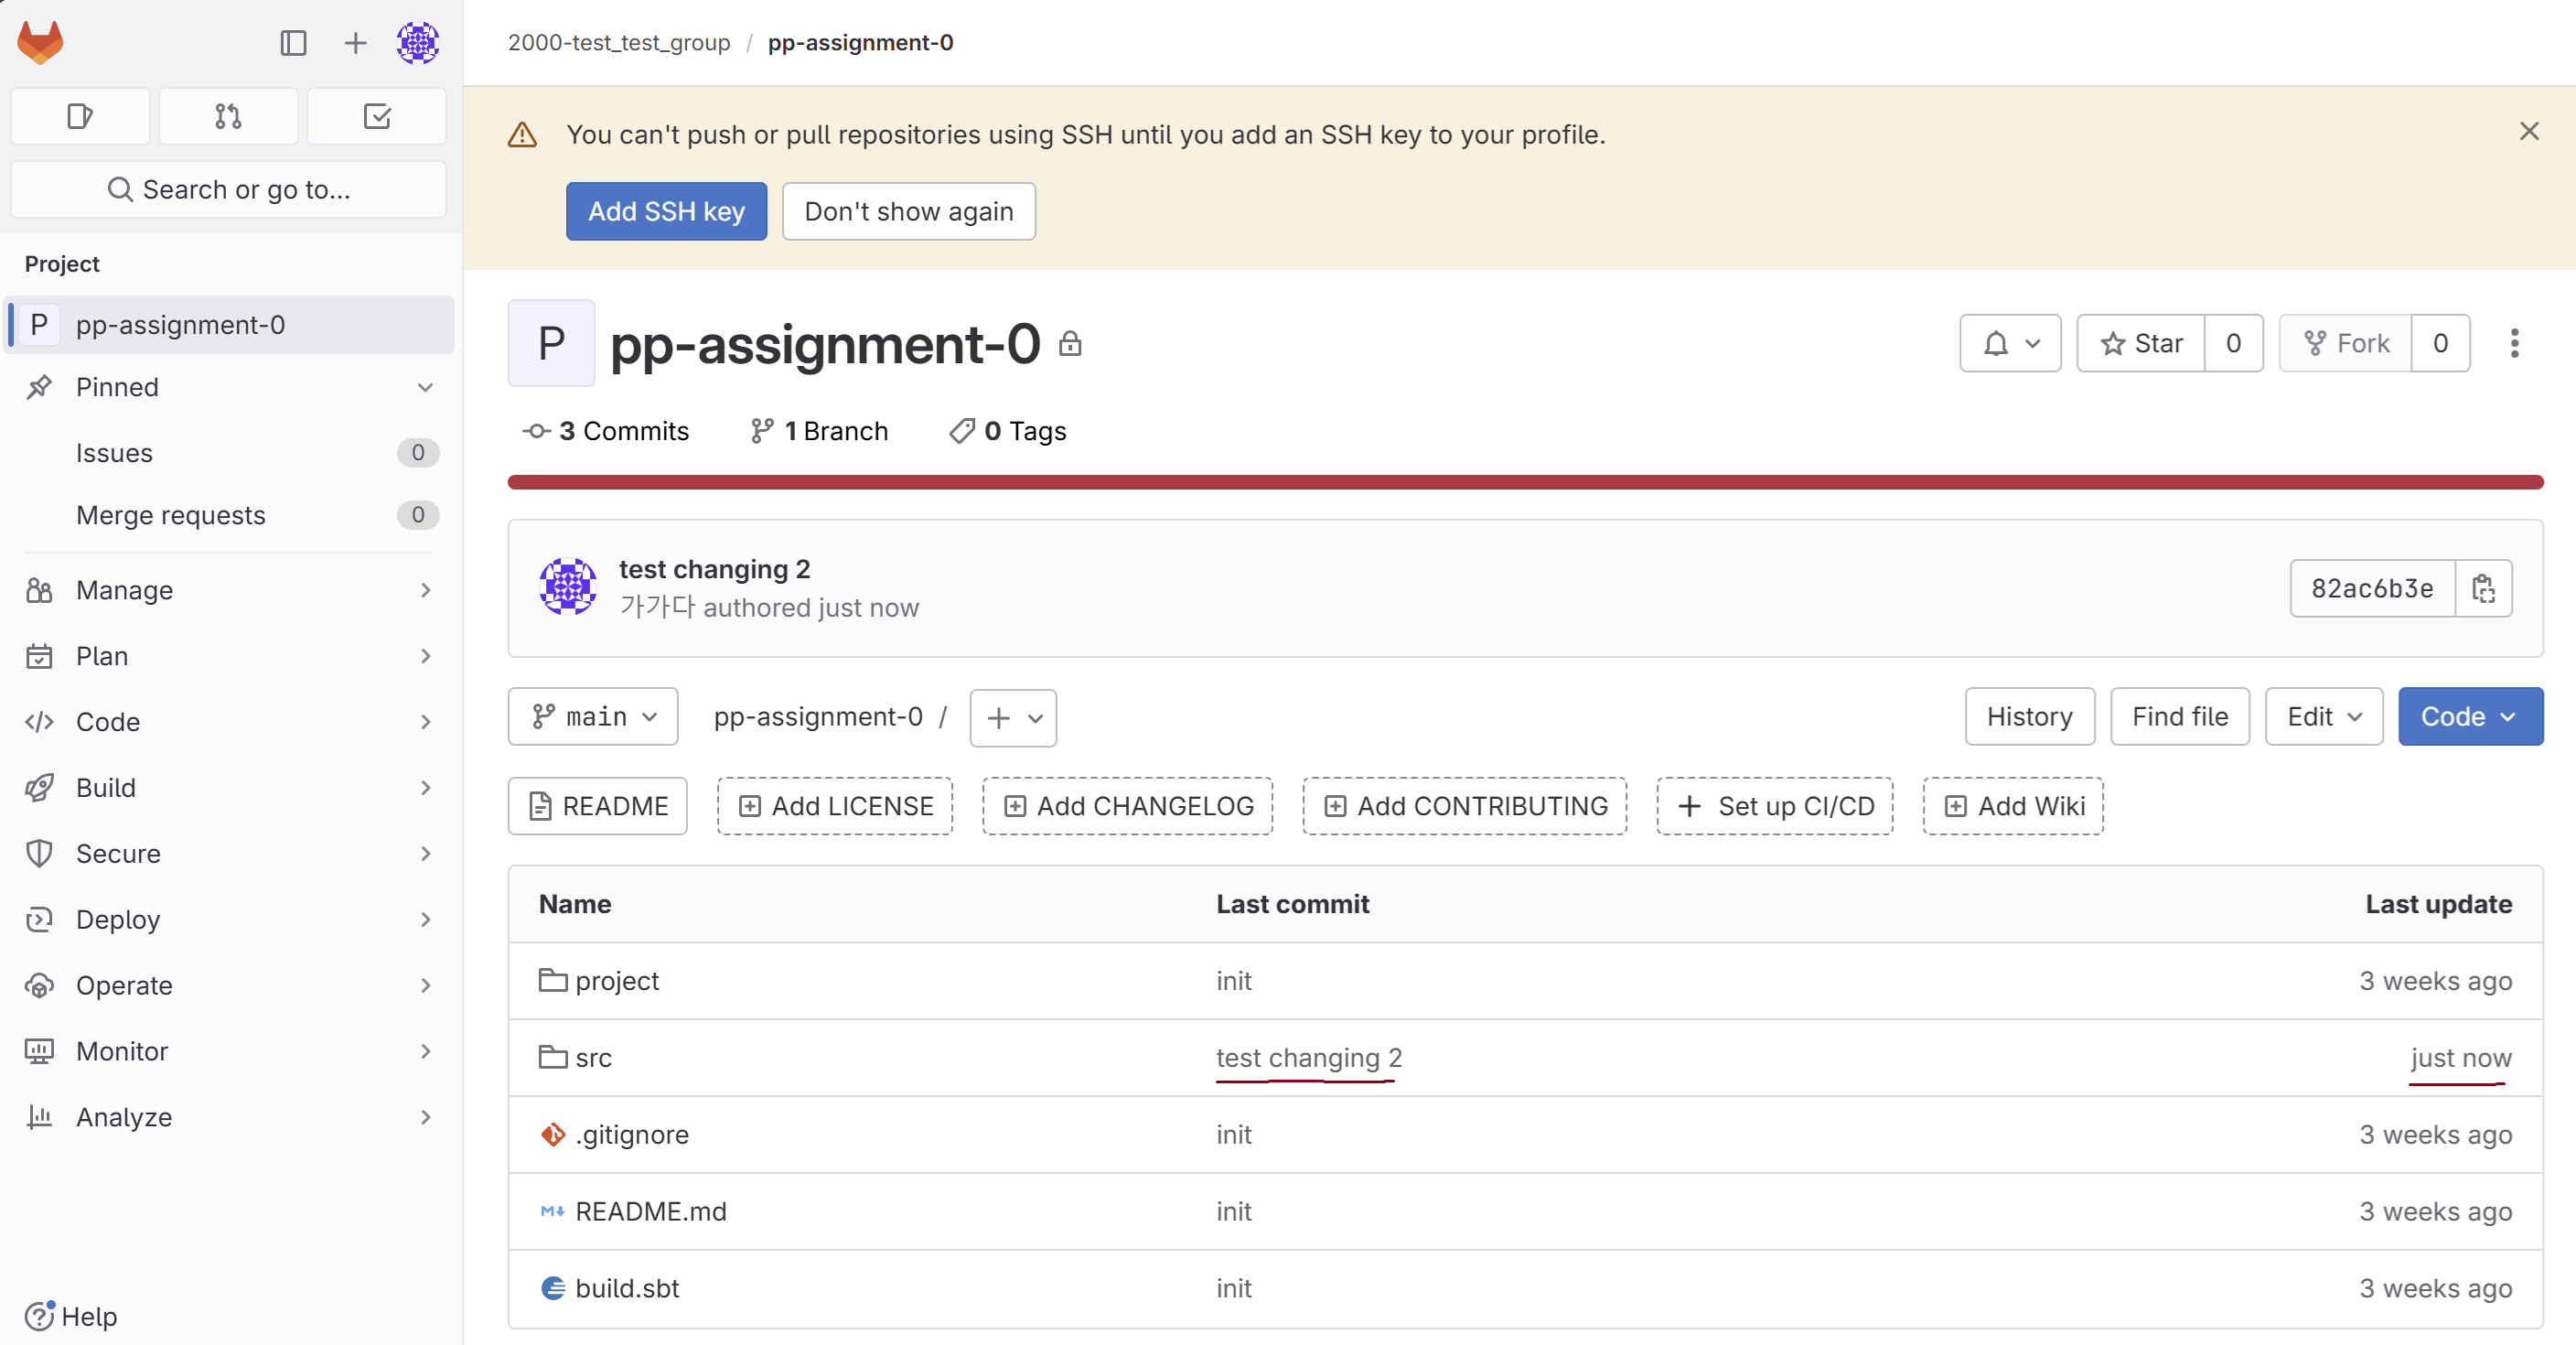 2000-test_test_group / pp-assignment-0
You can't push or pull repositories using SSH until you add an SSH key to your profile.
Add SSH key
Don't show again
Search or go to...
Project
P pp-assignment-0
Pinned
Issues 0
Merge requests 0
Manage
Plan
Code
Build
Secure
Deploy
Operate
Monitor
Analyze
Help
P pp-assignment-0
Star 0
Fork 0
3 Commits
1 Branch
0 Tags
test changing 2
가가다 authored just now
82ac6b3e
main
pp-assignment-0 /
History
Find file
Edit
Code
README
Add LICENSE
Add CHANGELOG
Add CONTRIBUTING
Set up CI/CD
Add Wiki
Name Last commit Last update
project init 3 weeks ago
src test changing 2 just now
.gitignore init 3 weeks ago
README.md init 3 weeks ago
build.sbt init 3 weeks ago